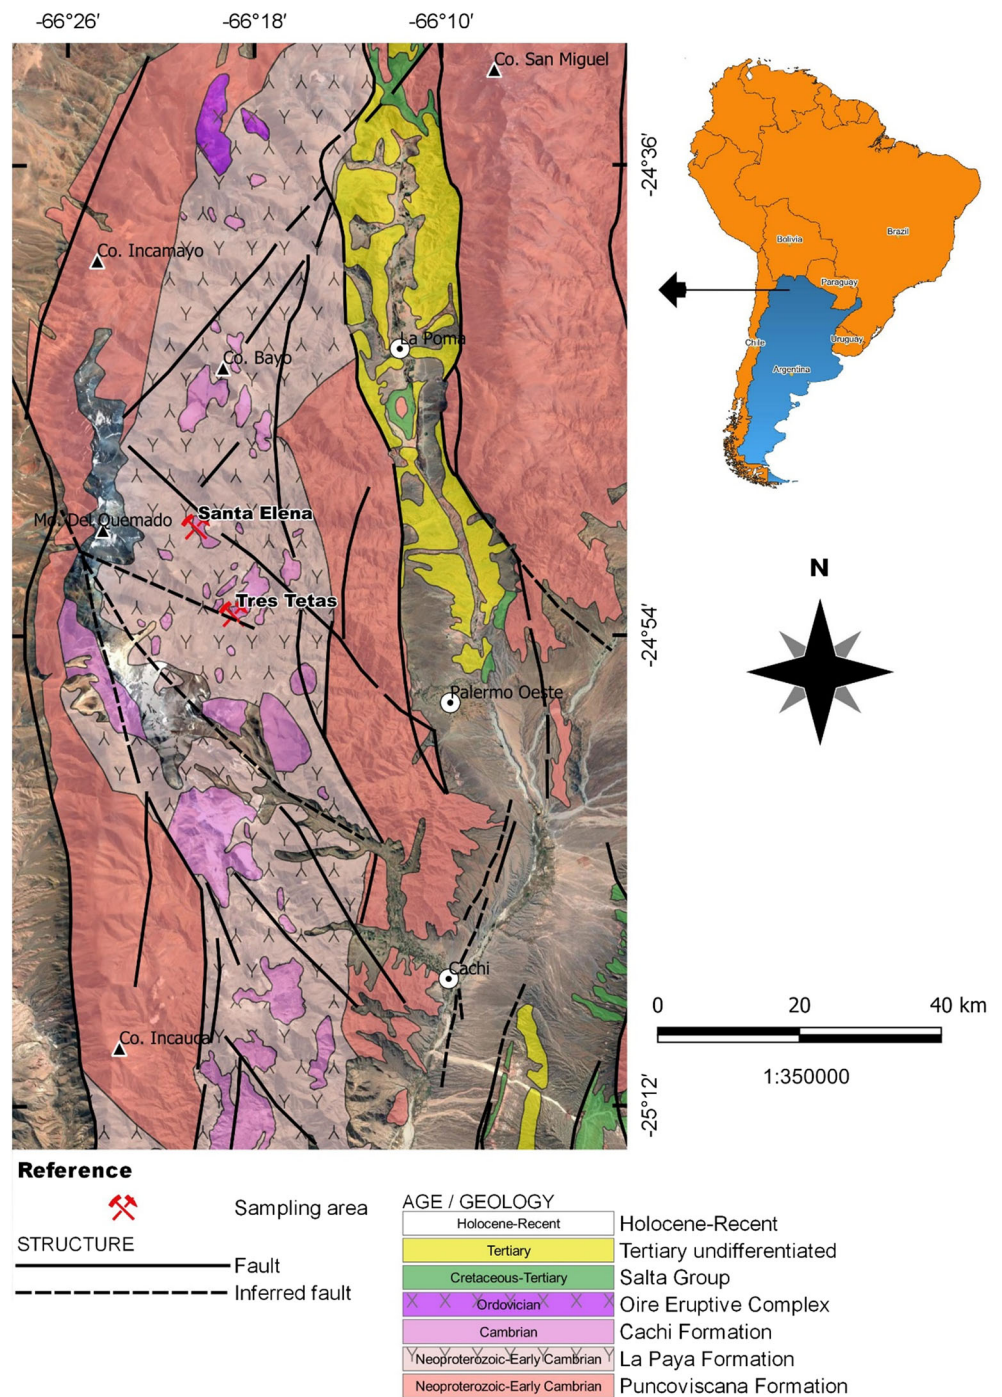 -66°26′ -66°18′ -66°10′
Co. San Miguel
-24°36′
Co. Incamayo
La Poma
Co. Bayo
Santa Elena
Mo. Del Quemado
Tres Tetas
-24°54′
Palermo Oeste
Cachi
Co. Incauca
-25°12′
Bolivia
Brazil
Paraguay
Chile
Uruguay
Argentina
N
0 20 40 km
1:350000
Reference
Sampling area
STRUCTURE
Fault
Inferred fault
AGE / GEOLOGY
Holocene-Recent Holocene-Recent
Tertiary Tertiary undifferentiated
Cretaceous-Tertiary Salta Group
Ordovician Oire Eruptive Complex
Cambrian Cachi Formation
Neoproterozoic-Early Cambrian La Paya Formation
Neoproterozoic-Early Cambrian Puncoviscana Formation